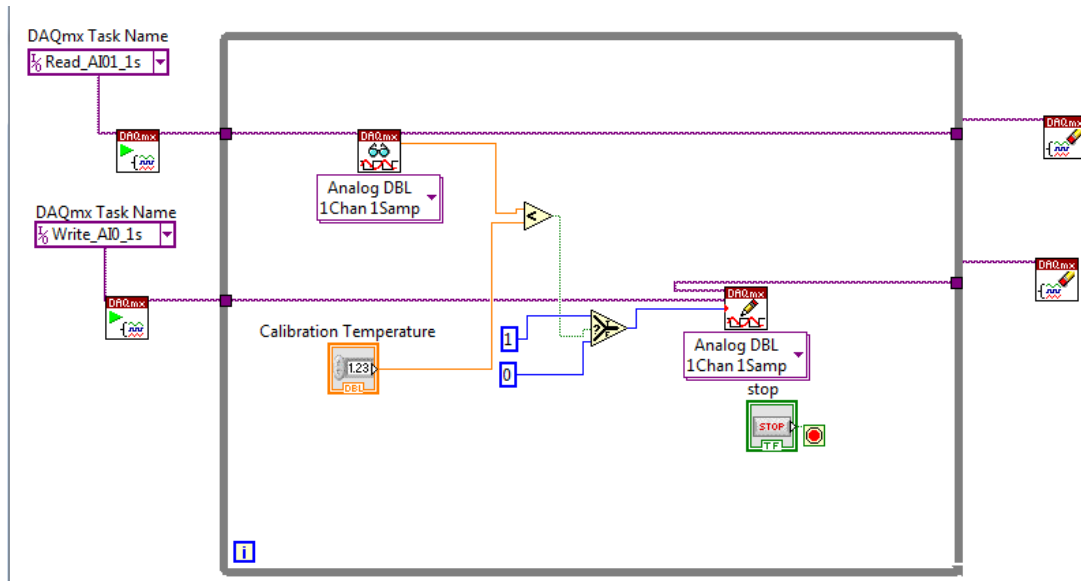 DAQmx Task Name
I/O Read_AI01_1s
DAQmx
DAQmx
DAQmx
Analog DBL
1Chan 1Samp
<
DAQmx Task Name
I/O Write_AI0_1s
DAQmx
DAQmx
DAQmx
Calibration Temperature
1.23
DBL
1
0
?
T
F
Analog DBL
1Chan 1Samp
stop
STOP
TF
i